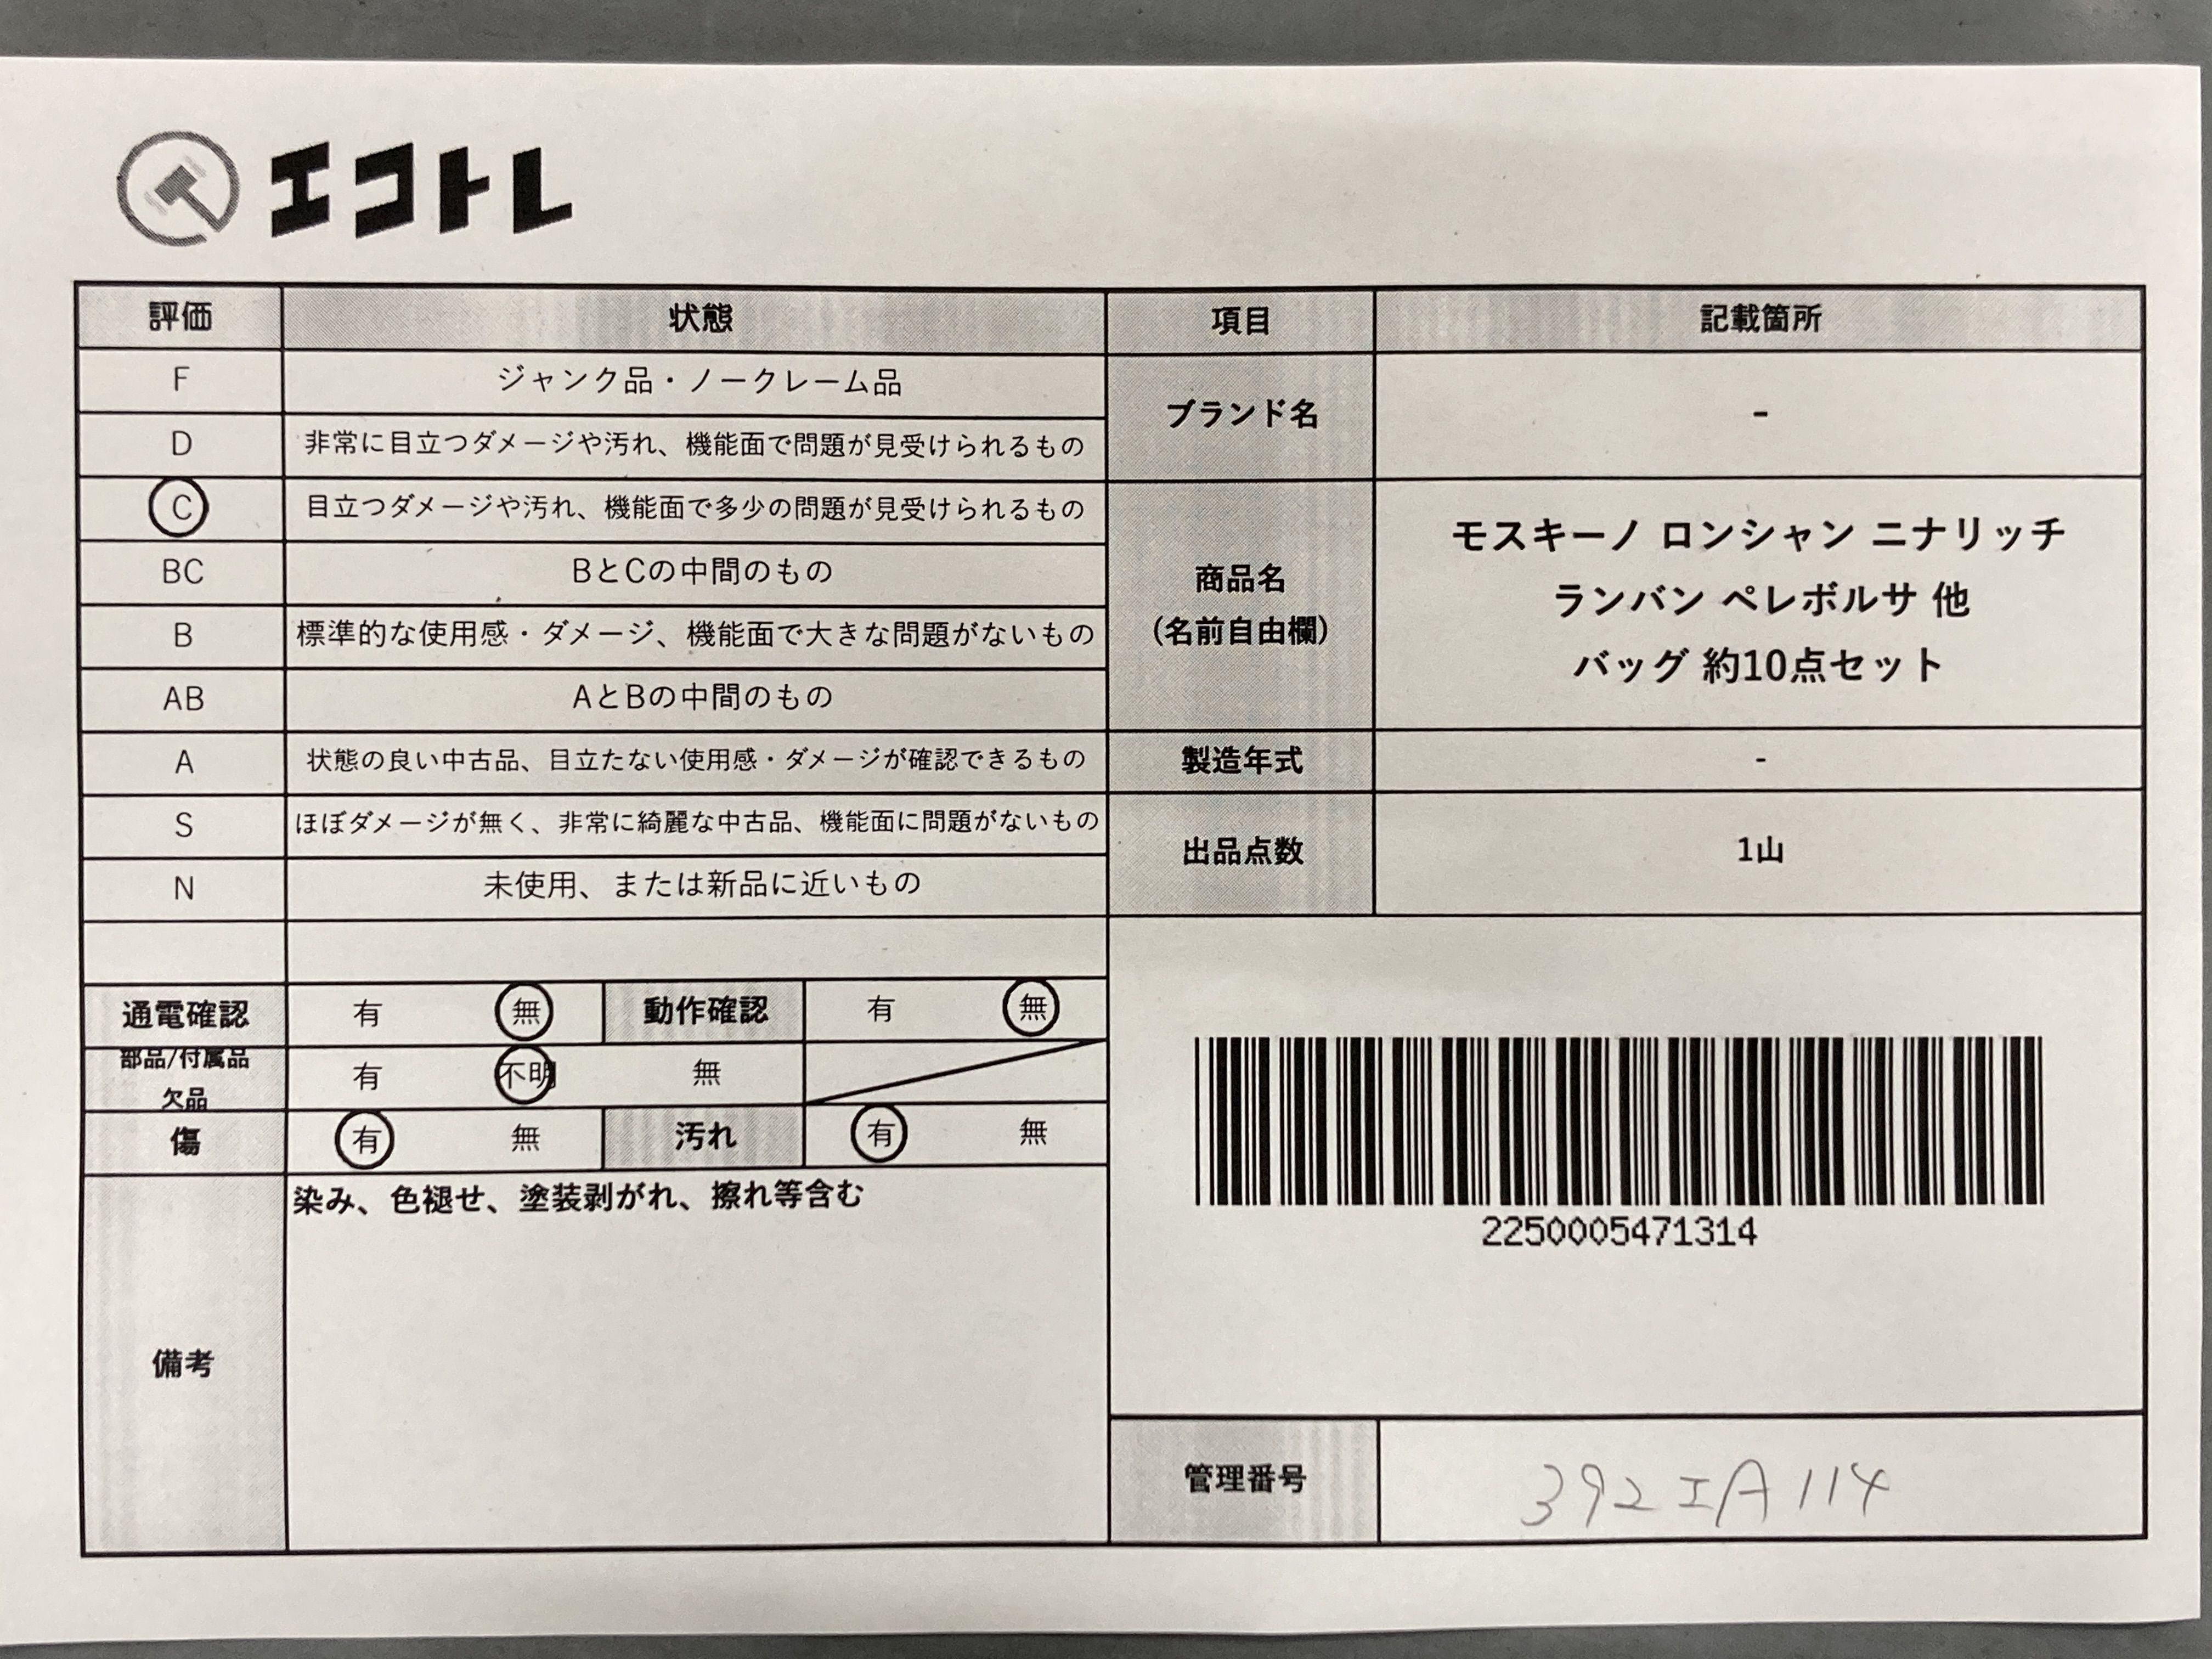 エコトレ
評価 状態 項目 記載箇所
F ジャンク品・ノークレーム品
D 非常に目立つダメージや汚れ、機能面で問題が見受けられるもの
C 目立つダメージや汚れ、機能面で多少の問題が見受けられるもの
BC BとCの中間のもの
B 標準的な使用感・ダメージ、機能面で大きな問題がないもの
AB AとBの中間のもの
A 状態の良い中古品、目立たない使用感・ダメージが確認できるもの
S ほぼダメージが無く、非常に綺麗な中古品、機能面に問題がないもの
N 未使用、または新品に近いもの
ブランド名 -
商品名
(名前自由欄)
モスキーノ ロンシャン ニナリッチ
ランバン ペレボルサ 他
バッグ 約10点セット
製造年式 -
出品点数 1山
通電確認 有 無 動作確認 有 無
部品/付属品
欠品
有 不明 無
傷 有 無 汚れ 有 無
備考 染み、色褪せ、塗装剥がれ、擦れ等含む
2250005471314
管理番号 392エA114